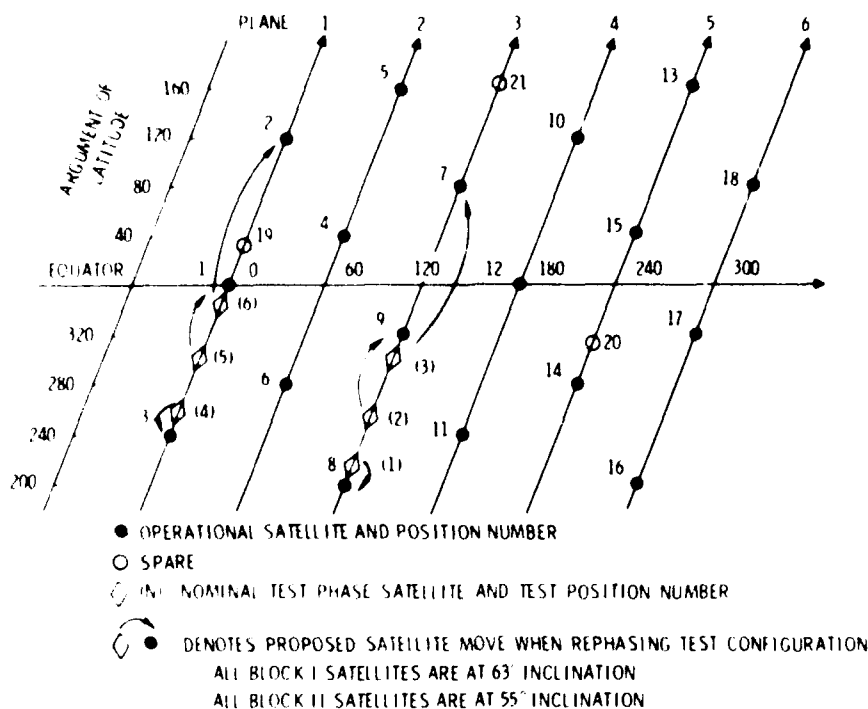 PLANE 1 2 3 4 5 6
160 5 21 13
ARGUMENT OF LATITUDE
120 2 10
80 7 18
40 19 4 15
EQUATOR 1 0 60 120 12 180 240 300
(6)
320 9 17
(5) (3) 20
280 6 14
3 (4) (2)
240 11
8 (1) 16
200
● OPERATIONAL SATELLITE AND POSITION NUMBER
○ SPARE
(N) NOMINAL TEST PHASE SATELLITE AND TEST POSITION NUMBER
DENOTES PROPOSED SATELLITE MOVE WHEN REPHASING TEST CONFIGURATION
ALL BLOCK I SATELLITES ARE AT 63° INCLINATION
ALL BLOCK II SATELLITES ARE AT 55° INCLINATION